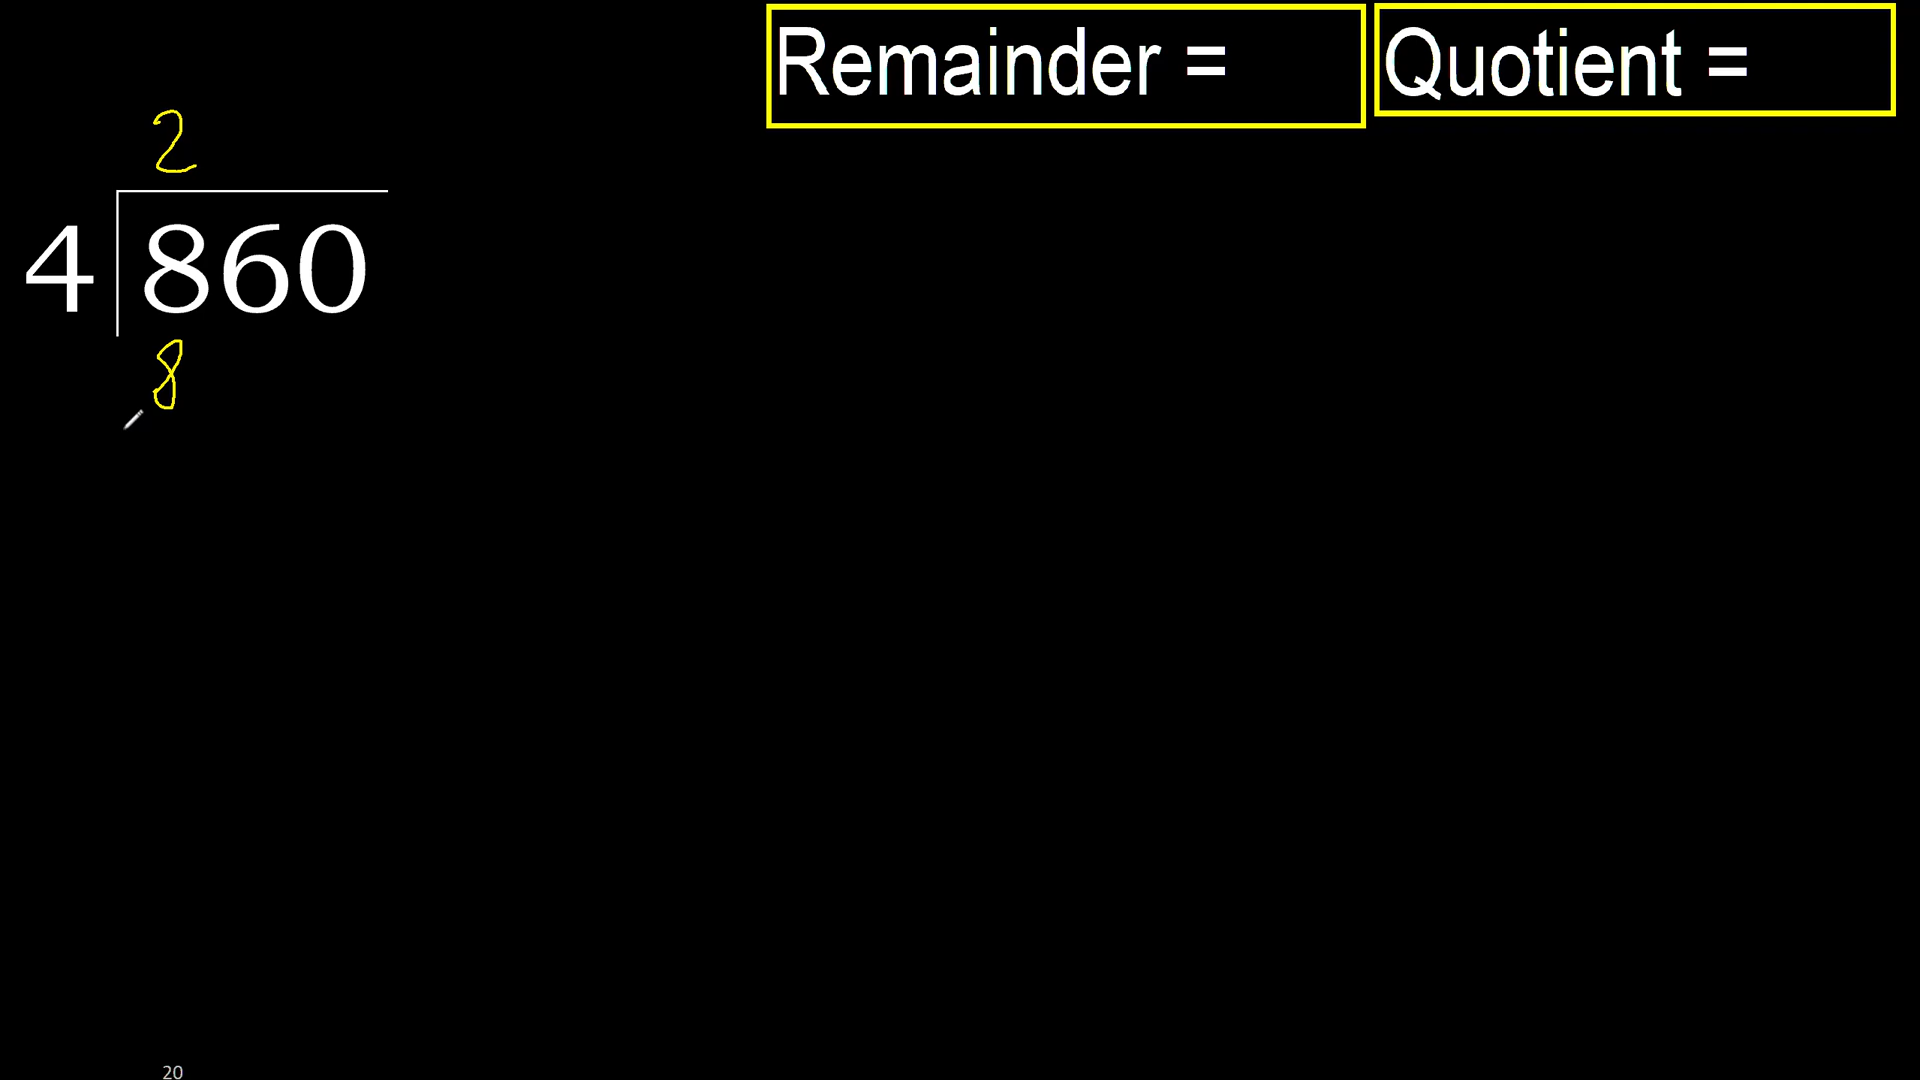 Remainder =
Quotient =
2
4 860
8
20